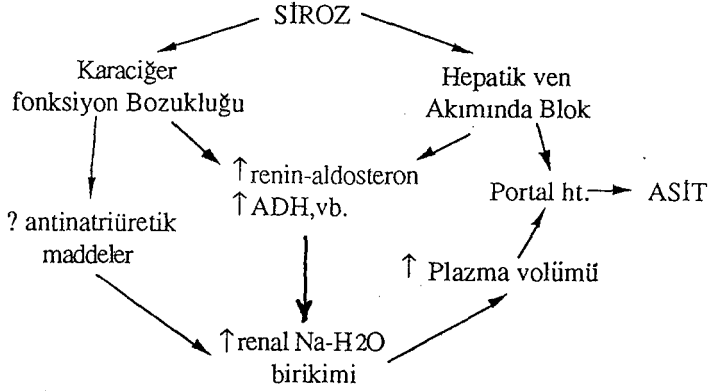 SİROZ
Karaciğer
fonksiyon Bozukluğu
Hepatik ven
Akımında Blok
↑renin-aldosteron
↑ADH,vb.
Portal ht.
ASİT
? antinatriüretik
maddeler
↑ Plazma volümü
↑renal Na-H2O
birikimi